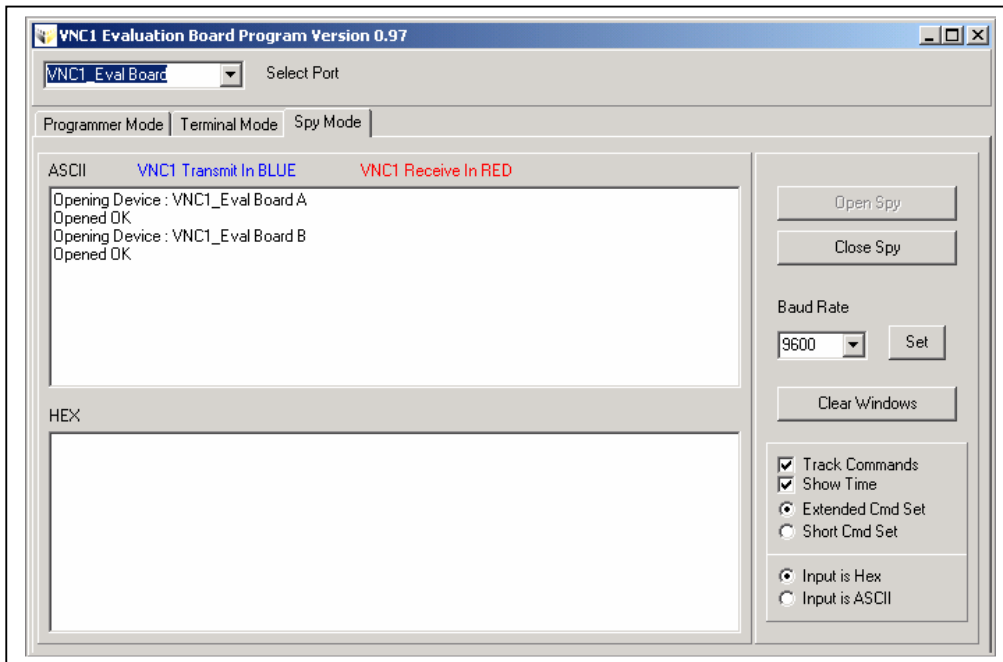 VNC1 Evaluation Board Program Version 0.97
VNC1_Eval Board
Select Port
Programmer Mode
Terminal Mode
Spy Mode
ASCII
VNC1 Transmit In BLUE
VNC1 Receive In RED
Opening Device : VNC1_Eval Board A
Opened OK
Opening Device : VNC1_Eval Board B
Opened OK
HEX
Open Spy
Close Spy
Baud Rate
9600
Set
Clear Windows
Track Commands
Show Time
Extended Cmd Set
Short Cmd Set
Input is Hex
Input is ASCII